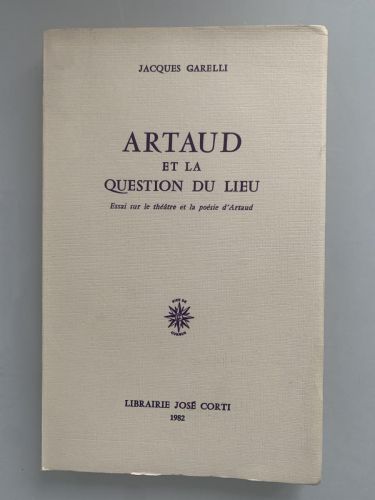 JACQUES GARELLI
ARTAUD
ET LA
QUESTION DU LIEU
Essai sur le théâtre et la poésie d'Artaud
LIBRAIRIE JOSÉ CORTI
1982